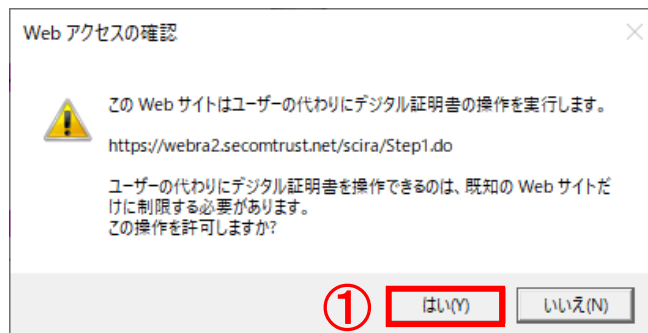 Web アクセスの確認
この Web サイトはユーザーの代わりにデジタル証明書の操作を実行します。
https://webra2.secomtrust.net/scira/Step1.do
ユーザーの代わりにデジタル証明書を操作できるのは、既知の Web サイトだ
けに制限する必要があります。
この操作を許可しますか?
① はい(Y) いいえ(N)